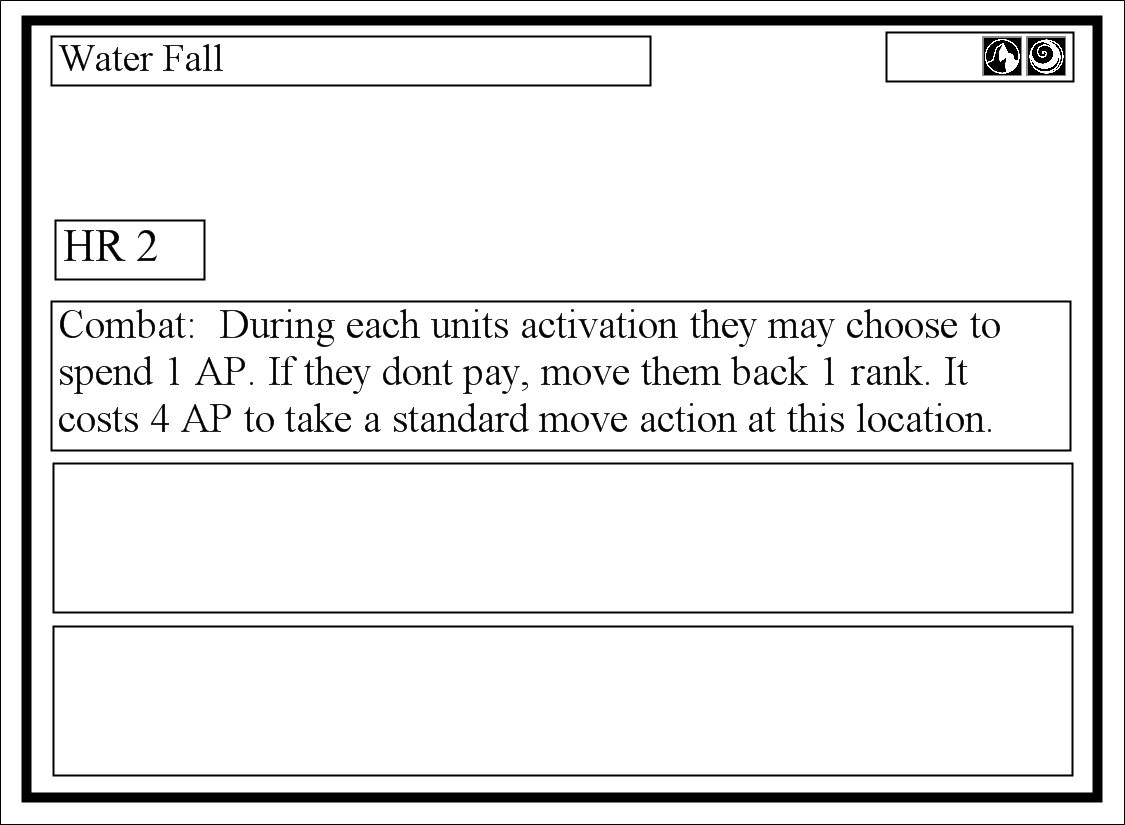 Water Fall
HR 2
Combat:  During each units activation they may choose to
spend 1 AP. If they dont pay, move them back 1 rank. It
costs 4 AP to take a standard move action at this location.